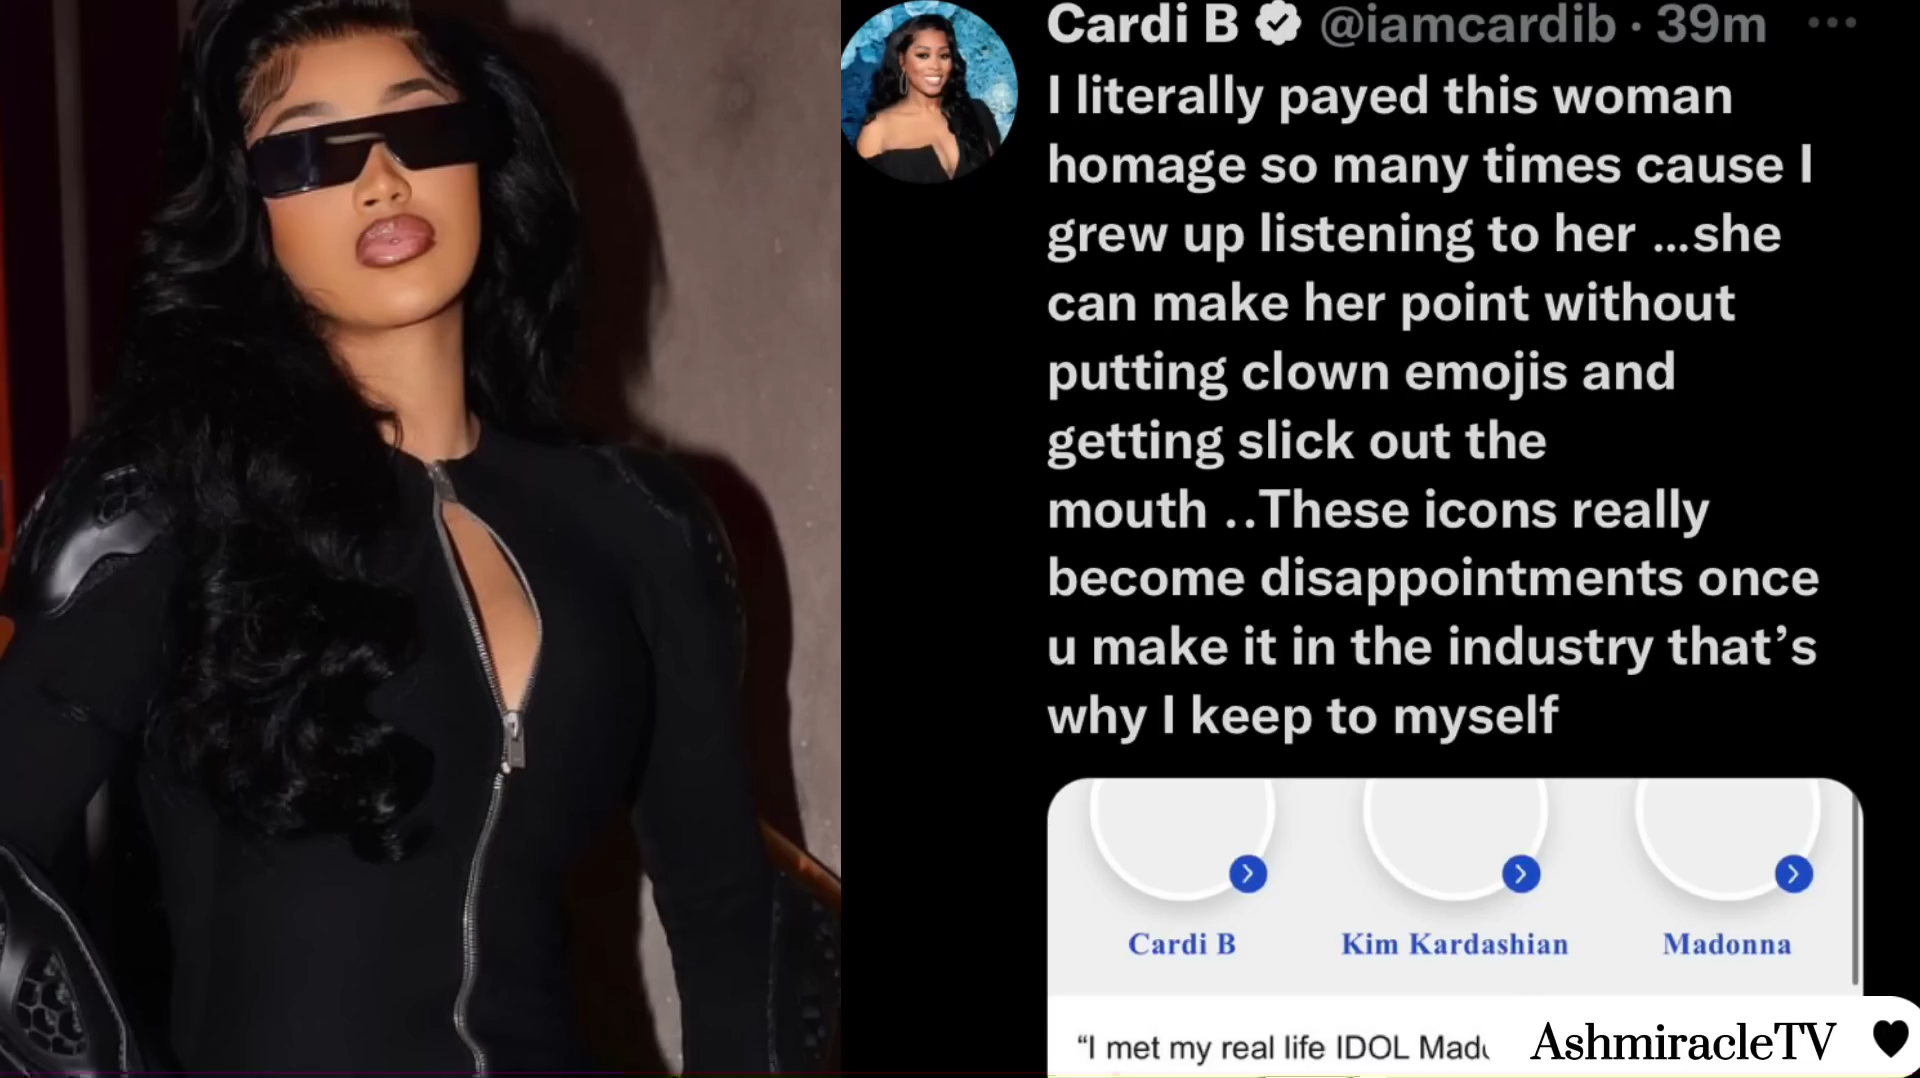 Cardi B @iamcardib · 39m
I literally payed this woman
homage so many times cause I
grew up listening to her ...she
can make her point without
putting clown emojis and
getting slick out the
mouth ..These icons really
become disappointments once
u make it in the industry that’s
why I keep to myself
Cardi B Kim Kardashian Madonna
“I met my real life IDOL
AshmiracleTV